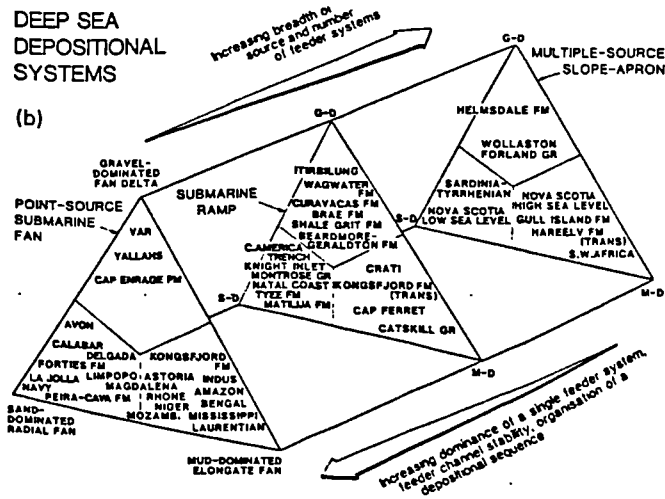 DEEP SEA
DEPOSITIONAL
SYSTEMS
(b)
Increasing breadth of
source and number
of feeder systems
G-D
MULTIPLE-SOURCE
SLOPE-APRON
HELMSDALE FM
WOLLASTON
FORLAND GR
SARDINIA-
TYRRHENIAN
NOVA SCOTIA
LOW SEA LEVEL
NOVA SCOTIA
HIGH SEA LEVEL
GULL ISLAND FM
HAREELV FM
(TRANS)
S.W.AFRICA
S-D
M-D
G-D
SUBMARINE
RAMP
ITIRBILUNG
WAGWATER
FM
CURAVACAS FM
BRAE FM
SHALE GRIT FM
BEARDMORE-
GERALDTON FM
C.AMERICA
TRENCH
KNIGHT INLET
MONTROSE GR
NATAL COAST
TYEE FM
MATILIJA FM
CRATI
KONGSFJORD FM
(TRANS)
CAP FERRET
CATSKILL GR
S-D
M-D
GRAVEL-
DOMINATED
FAN DELTA
POINT-SOURCE
SUBMARINE
FAN
VAR
YALLAHS
CAP ENRAGE FM
AVON
CALABAR
DELGADA
FORTIES FM
LA JOLLA
LIMPOPO
NAVY
MAGDALENA
PEIRA-CAVA FM
KONGSFJORD
FM
ASTORIA
INDUS
AMAZON
RHONE
BENGAL
NIGER
MOZAMB.
MISSISSIPPI
LAURENTIAN
SAND-
DOMINATED
RADIAL FAN
MUD-DOMINATED
ELONGATE FAN
Increasing dominance of a single feeder system,
feeder channel stability, organisation of a
depositional sequence